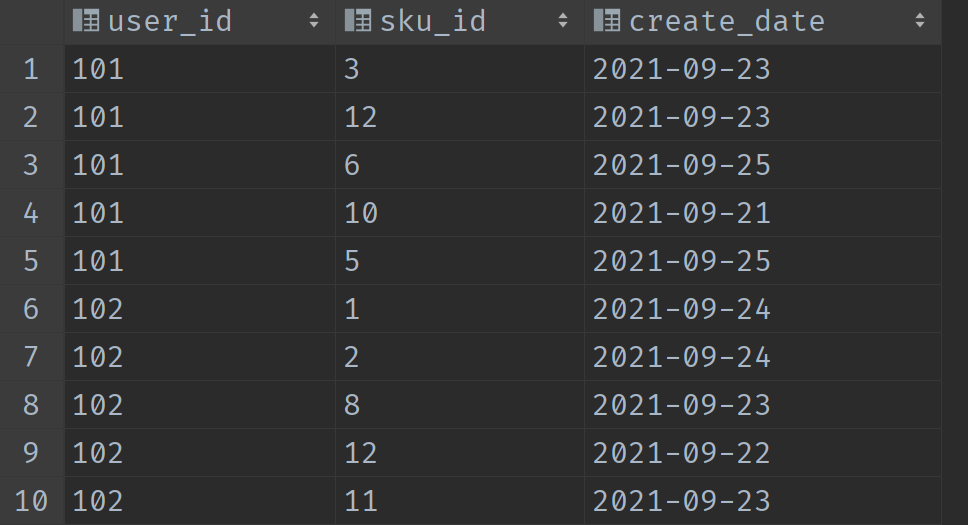 user_id sku_id create_date
1 101 3 2021-09-23
2 101 12 2021-09-23
3 101 6 2021-09-25
4 101 10 2021-09-21
5 101 5 2021-09-25
6 102 1 2021-09-24
7 102 2 2021-09-24
8 102 8 2021-09-23
9 102 12 2021-09-22
10 102 11 2021-09-23